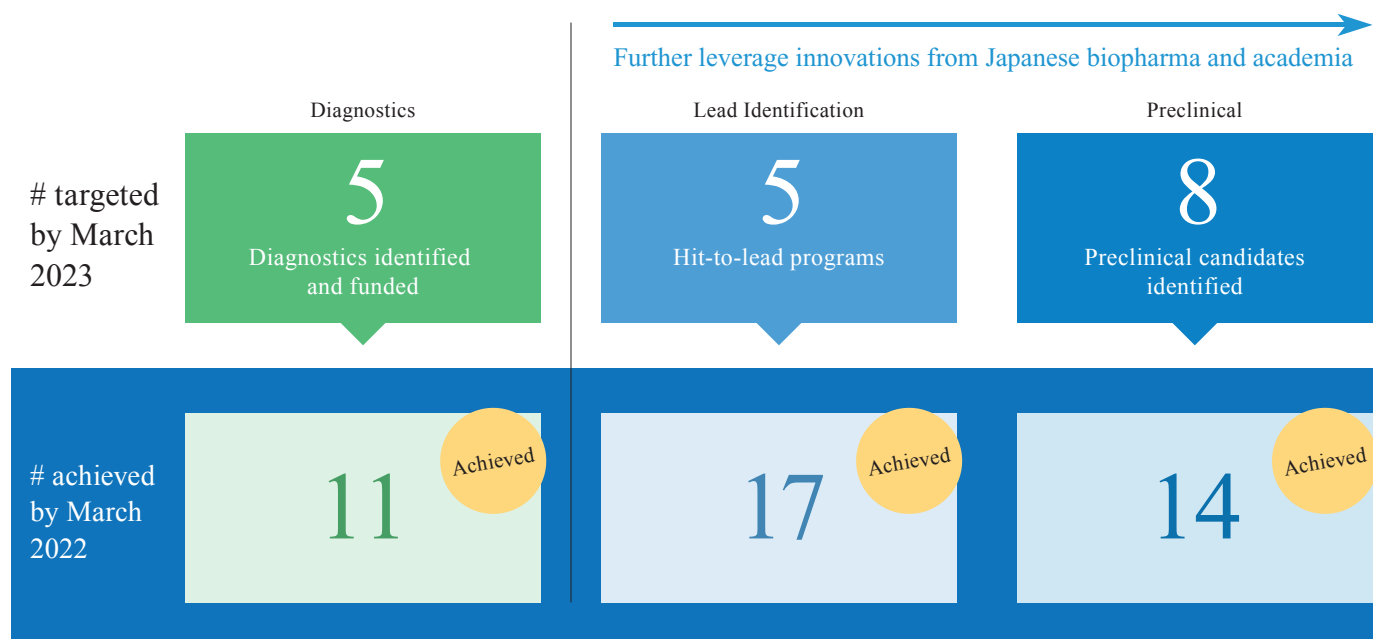 Further leverage innovations from Japanese biopharma and academia
Diagnostics
Lead Identification
Preclinical
# targeted
by March
2023
5
Diagnostics identified
and funded
5
Hit-to-lead programs
8
Preclinical candidates
identified
# achieved
by March
2022
11
Achieved
17
Achieved
14
Achieved